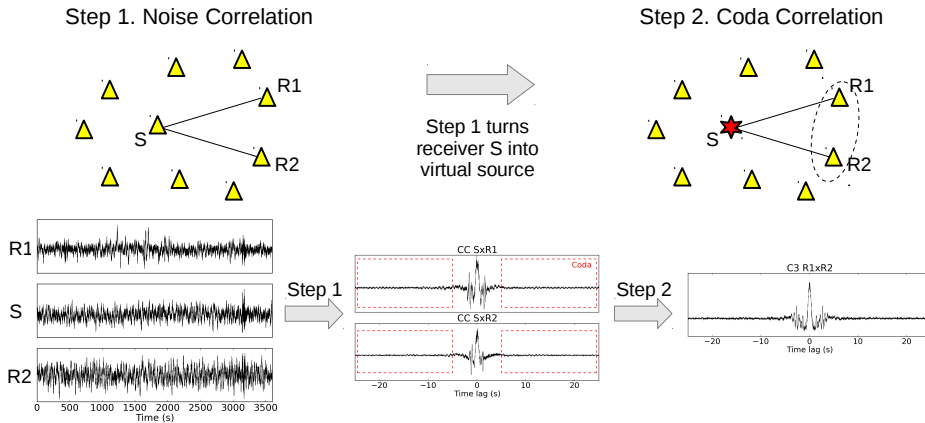 Step 1. Noise Correlation
Step 2. Coda Correlation
R1
S
R2
Step 1 turns
receiver S into
virtual source
R1
S
R2
R1
S
R2
0 500 1000 1500 2000 2500 3000 3500
Time (s)
Step 1
CC SxR1
Coda
CC SxR2
−20 −10 0 10 20
Time lag (s)
Step 2
C3 R1xR2
−20 −10 0 10 20
Time lag (s)